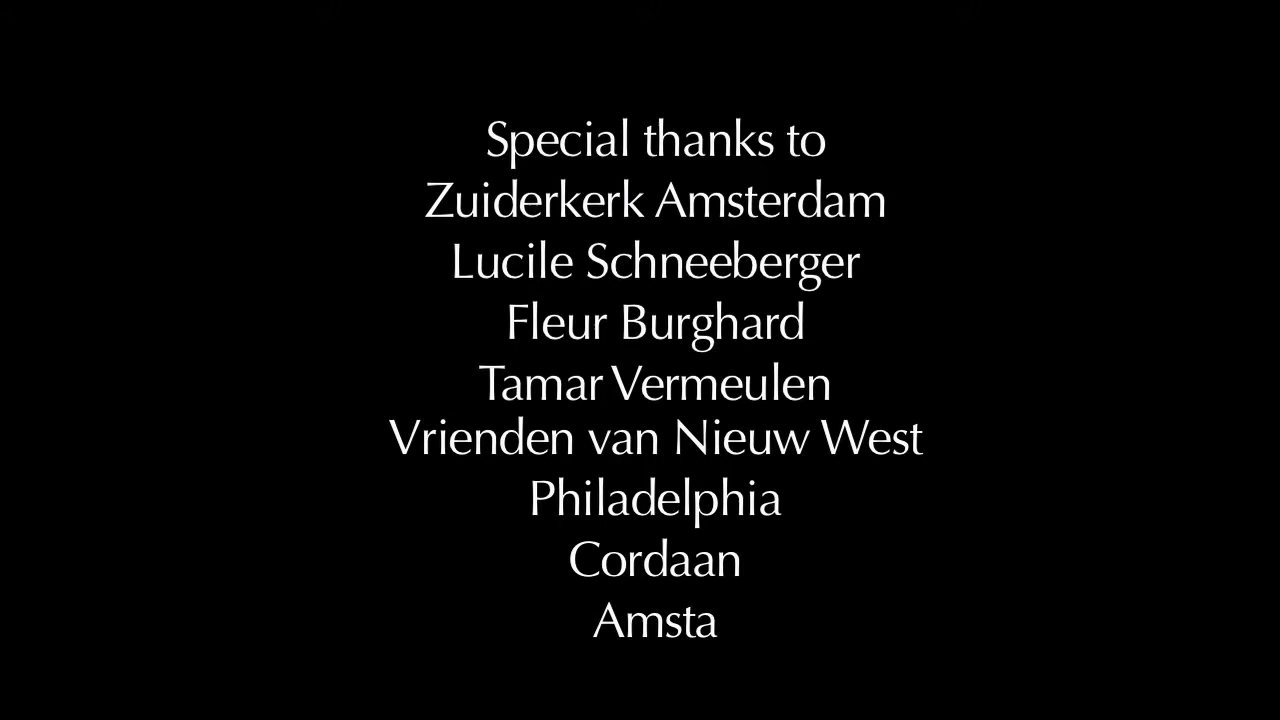 Special thanks to
Zuiderkerk Amsterdam
Lucile Schneeberger
Fleur Burghard
Tamar Vermeulen
Vrienden van Nieuw West
Philadelphia
Cordaan
Amsta